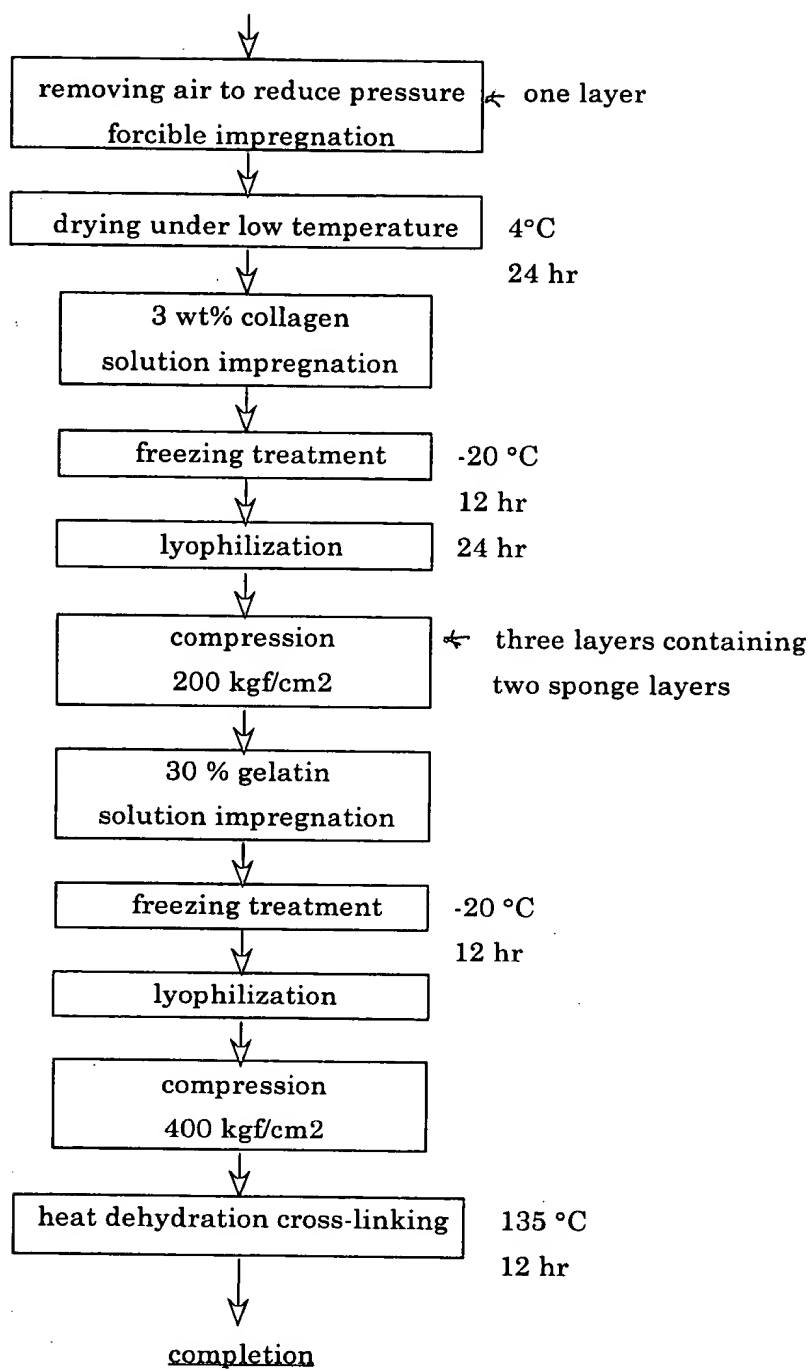 removing air to reduce pressure
forcible impregnation
one layer
drying under low temperature
4°C
24 hr
3 wt% collagen
solution impregnation
freezing treatment
-20 °C
12 hr
lyophilization
24 hr
compression
200 kgf/cm2
three layers containing
two sponge layers
30 % gelatin
solution impregnation
freezing treatment
-20 °C
12 hr
lyophilization
compression
400 kgf/cm2
heat dehydration cross-linking
135 °C
12 hr
completion